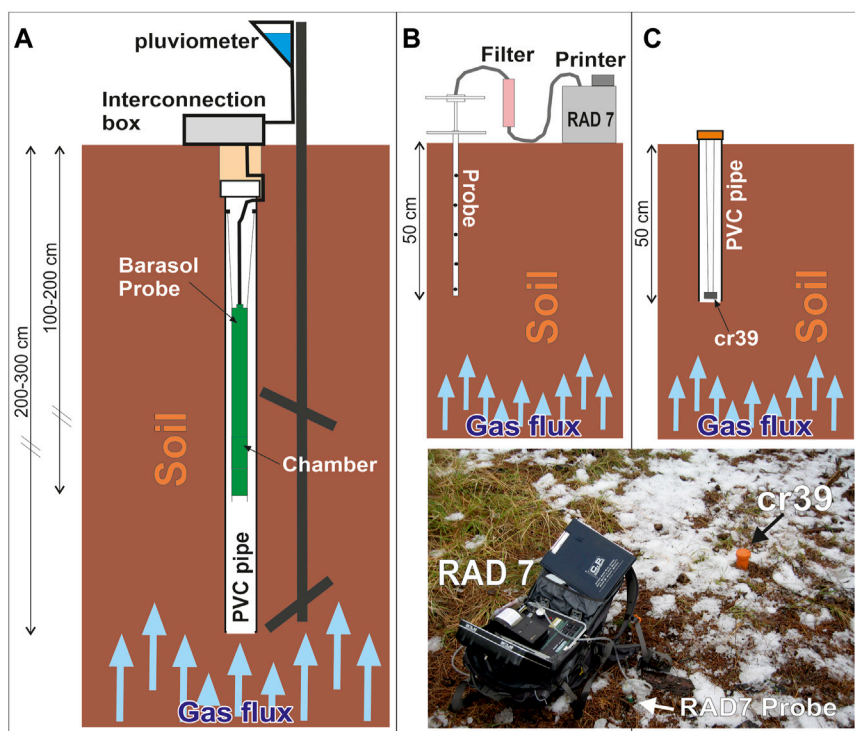 A
pluviometer
Interconnection
box
200-300 cm
100-200 cm
Barasol
Probe
Soil
Chamber
PVC pipe
Gas flux
B
Filter
Printer
RAD 7
50 cm
Probe
Soil
Gas flux
C
50 cm
PVC pipe
Soil
cr39
Gas flux
RAD 7
cr39
RAD7 Probe